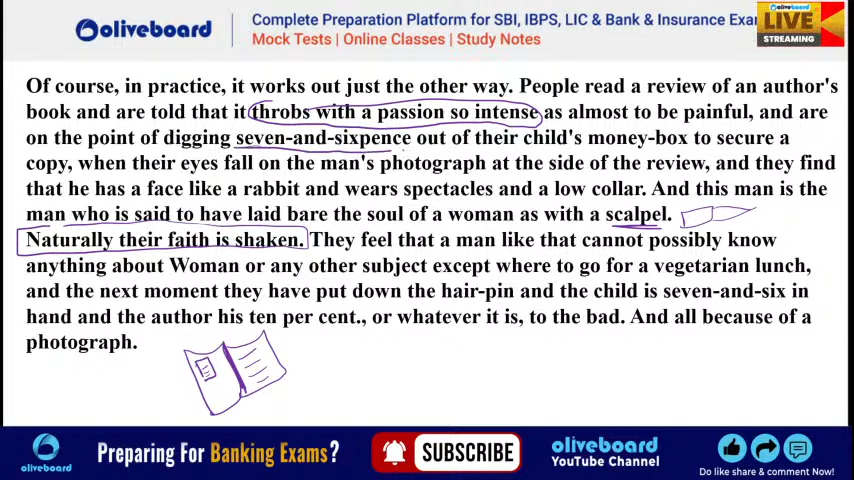 oliveboard
Complete Preparation Platform for SBI, IBPS, LIC & Bank & Insurance Exa
Mock Tests | Online Classes | Study Notes
LIVE
STREAMING
Of course, in practice, it works out just the other way. People read a review of an author's
book and are told that it throbs with a passion so intense as almost to be painful, and are
on the point of digging seven-and-sixpence out of their child's money-box to secure a
copy, when their eyes fall on the man's photograph at the side of the review, and they find
that he has a face like a rabbit and wears spectacles and a low collar. And this man is the
man who is said to have laid bare the soul of a woman as with a scalpel.
Naturally their faith is shaken. They feel that a man like that cannot possibly know
anything about Woman or any other subject except where to go for a vegetarian lunch,
and the next moment they have put down the hair-pin and the child is seven-and-six in
hand and the author his ten per cent., or whatever it is, to the bad. And all because of a
photograph.
oliveboard
Preparing For Banking Exams?
SUBSCRIBE
oliveboard
YouTube Channel
Do like share & comment Now!